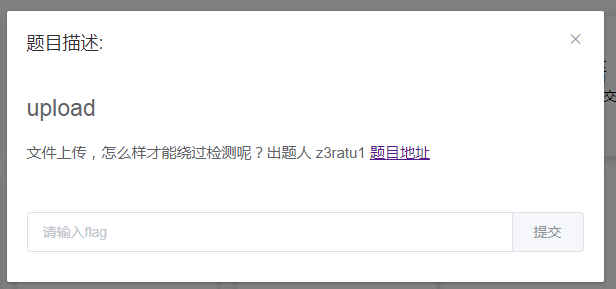 题目描述:
upload
文件上传，怎么样才能绕过检测呢？出题人 z3ratu1 题目地址
请输入flag
提交
交